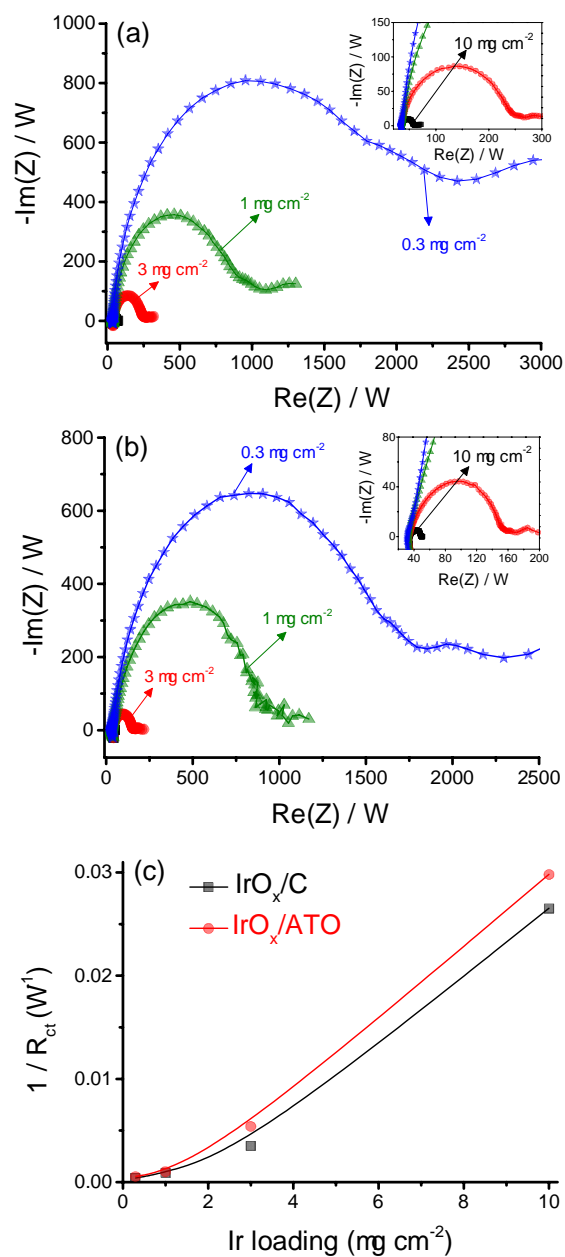 (a)
-Im(Z) / W
1000
800
600
400
200
0
0 500 1000 1500 2000 2500 3000
Re(Z) / W
1 mg cm-2
3 mg cm-2
0.3 mg cm-2
150
100
50
0
0 100 200 300
-Im(Z) / W
Re(Z) / W
10 mg cm-2
(b)
-Im(Z) / W
800
600
400
200
0
0 500 1000 1500 2000 2500
Re(Z) / W
0.3 mg cm-2
1 mg cm-2
3 mg cm-2
80
40
0
40 80 120 160 200
-Im(Z) / W
Re(Z) / W
10 mg cm-2
(c)
1 / Rct (W1)
0.03
0.02
0.01
0.00
0 2 4 6 8 10
Ir loading (mg cm-2)
IrOx/C
IrOx/ATO